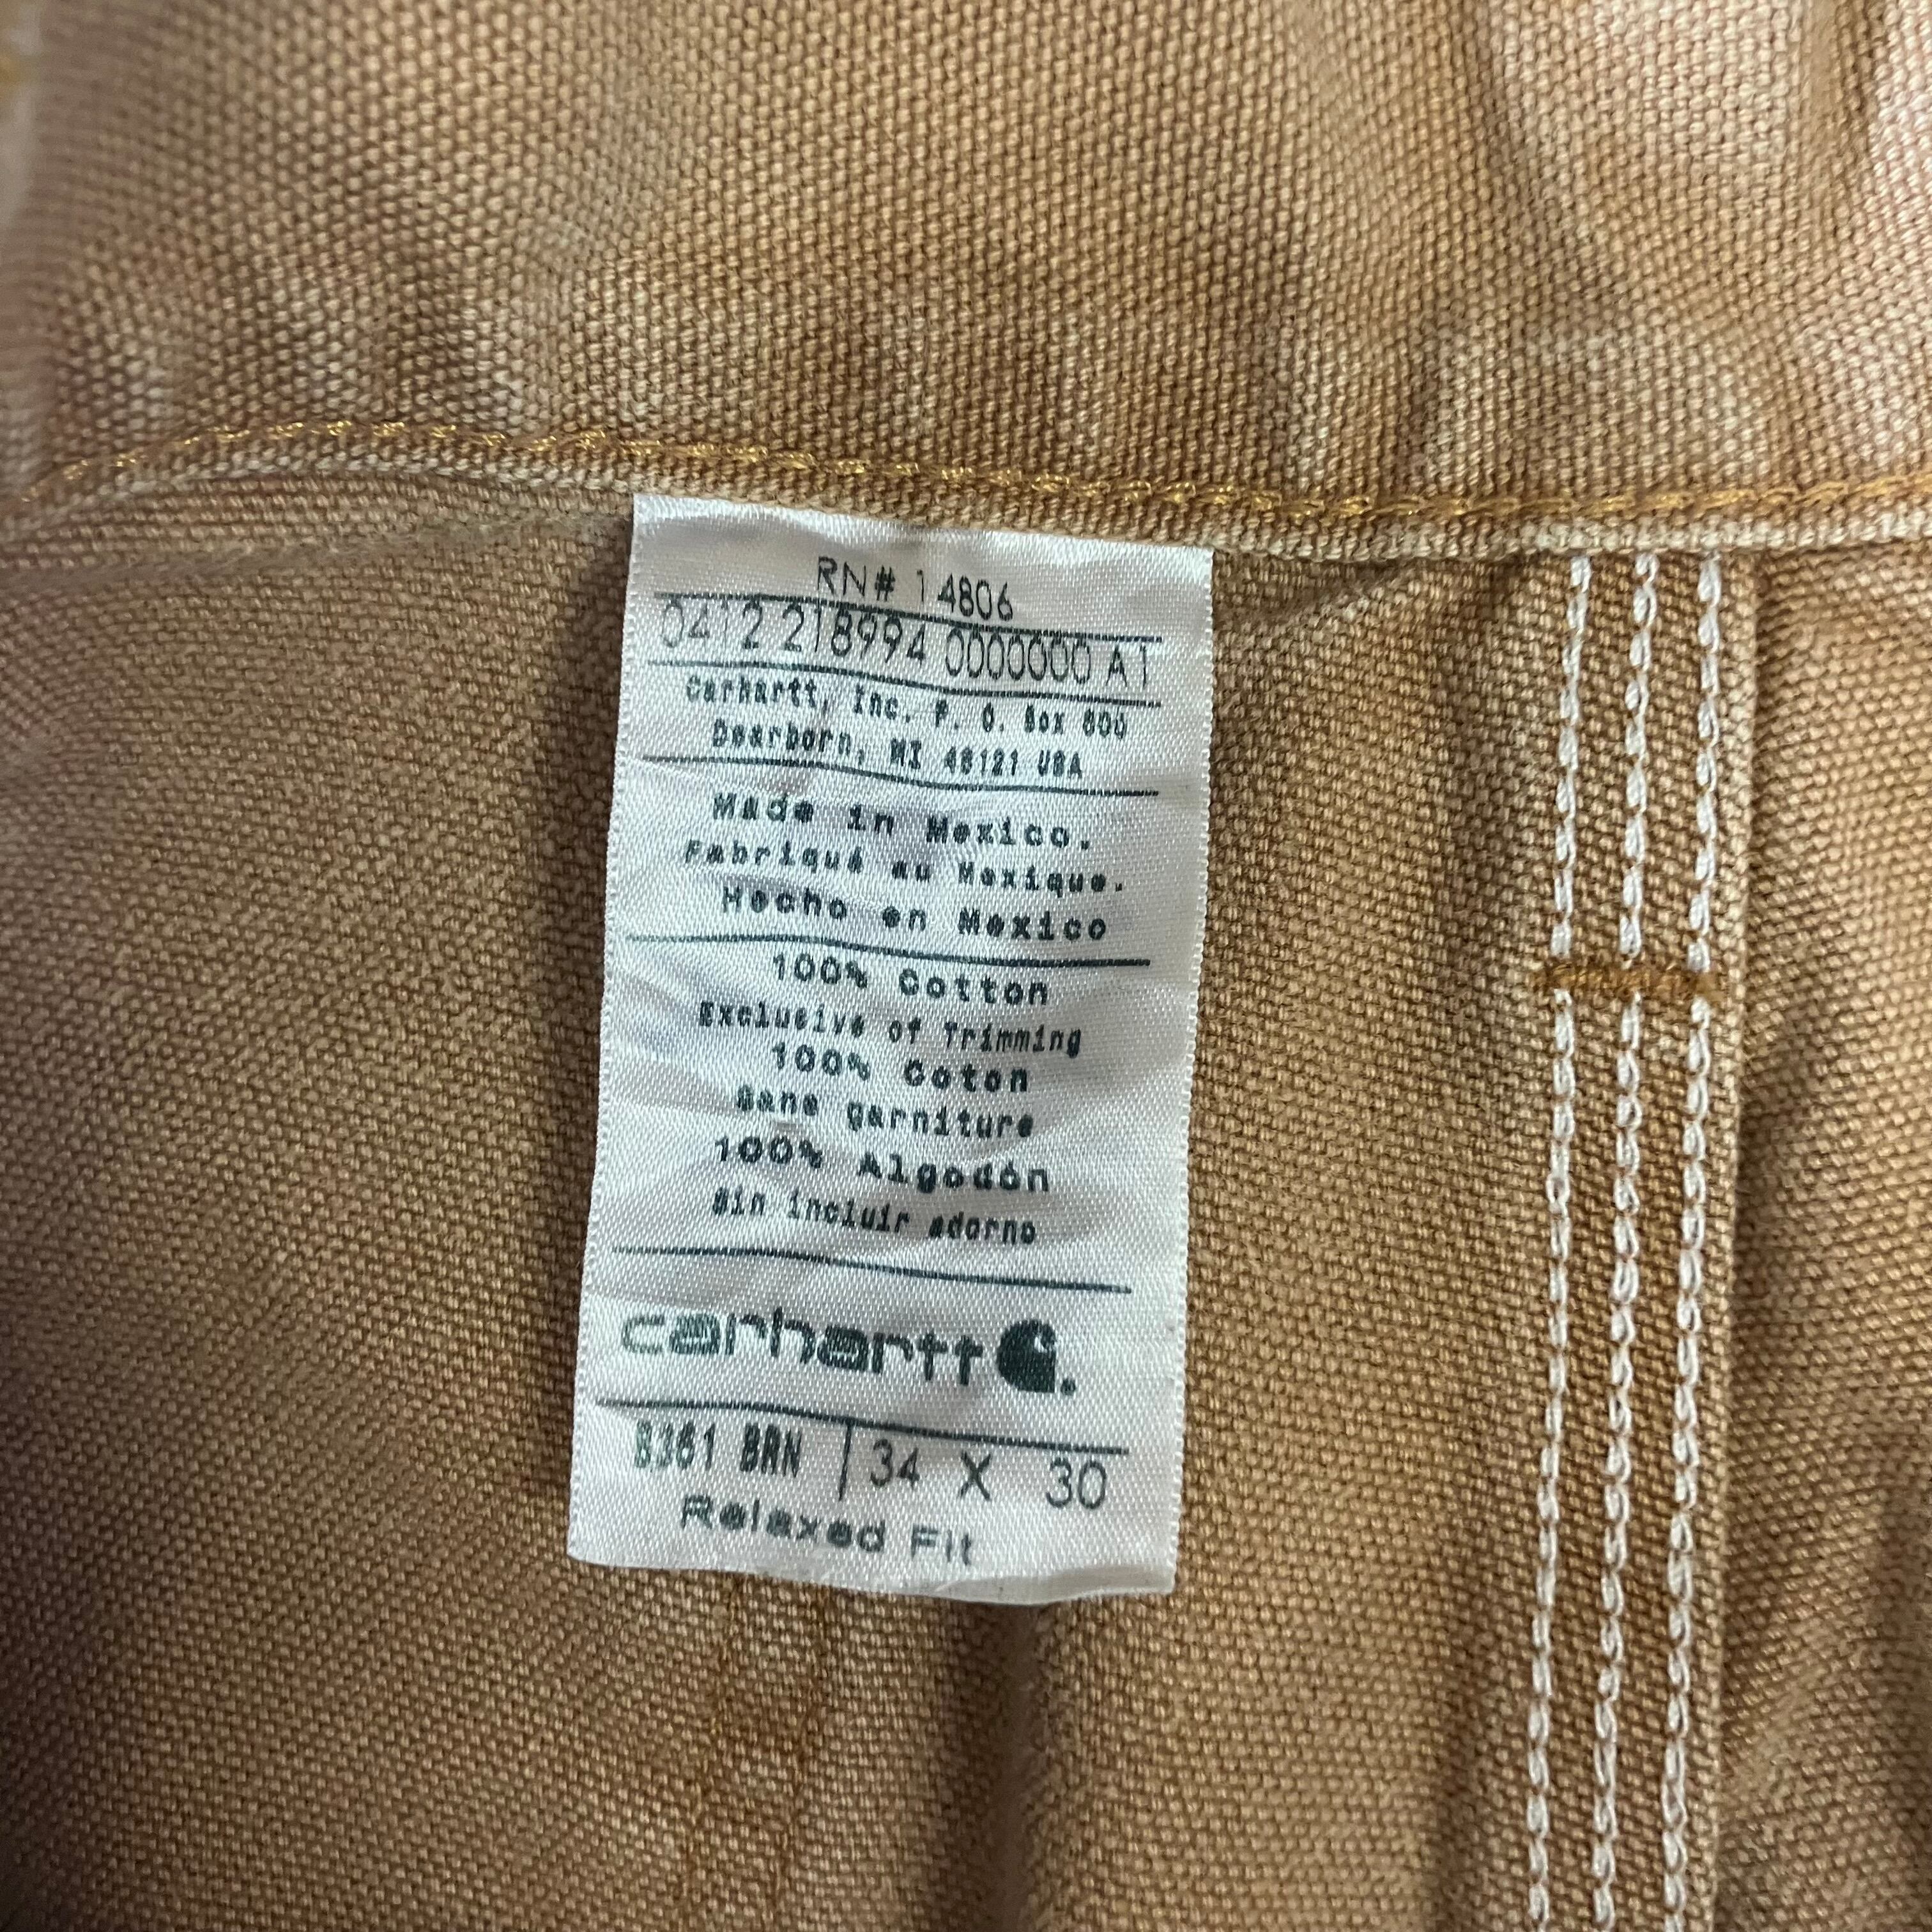 RN# 14806
0412 218994 0000000 A1
Carhartt, Inc. P. O. Box 600
Dearborn, MI 48121 USA
Made in Mexico.
Fabriqué au Mexique.
Hecho en Mexico
100% Cotton
Exclusive of Trimming
100% Coton
Sans garniture
100% Algodón
Sin incluir adorno
carhartt
B361 BRN 34 X 30
Relaxed Fit